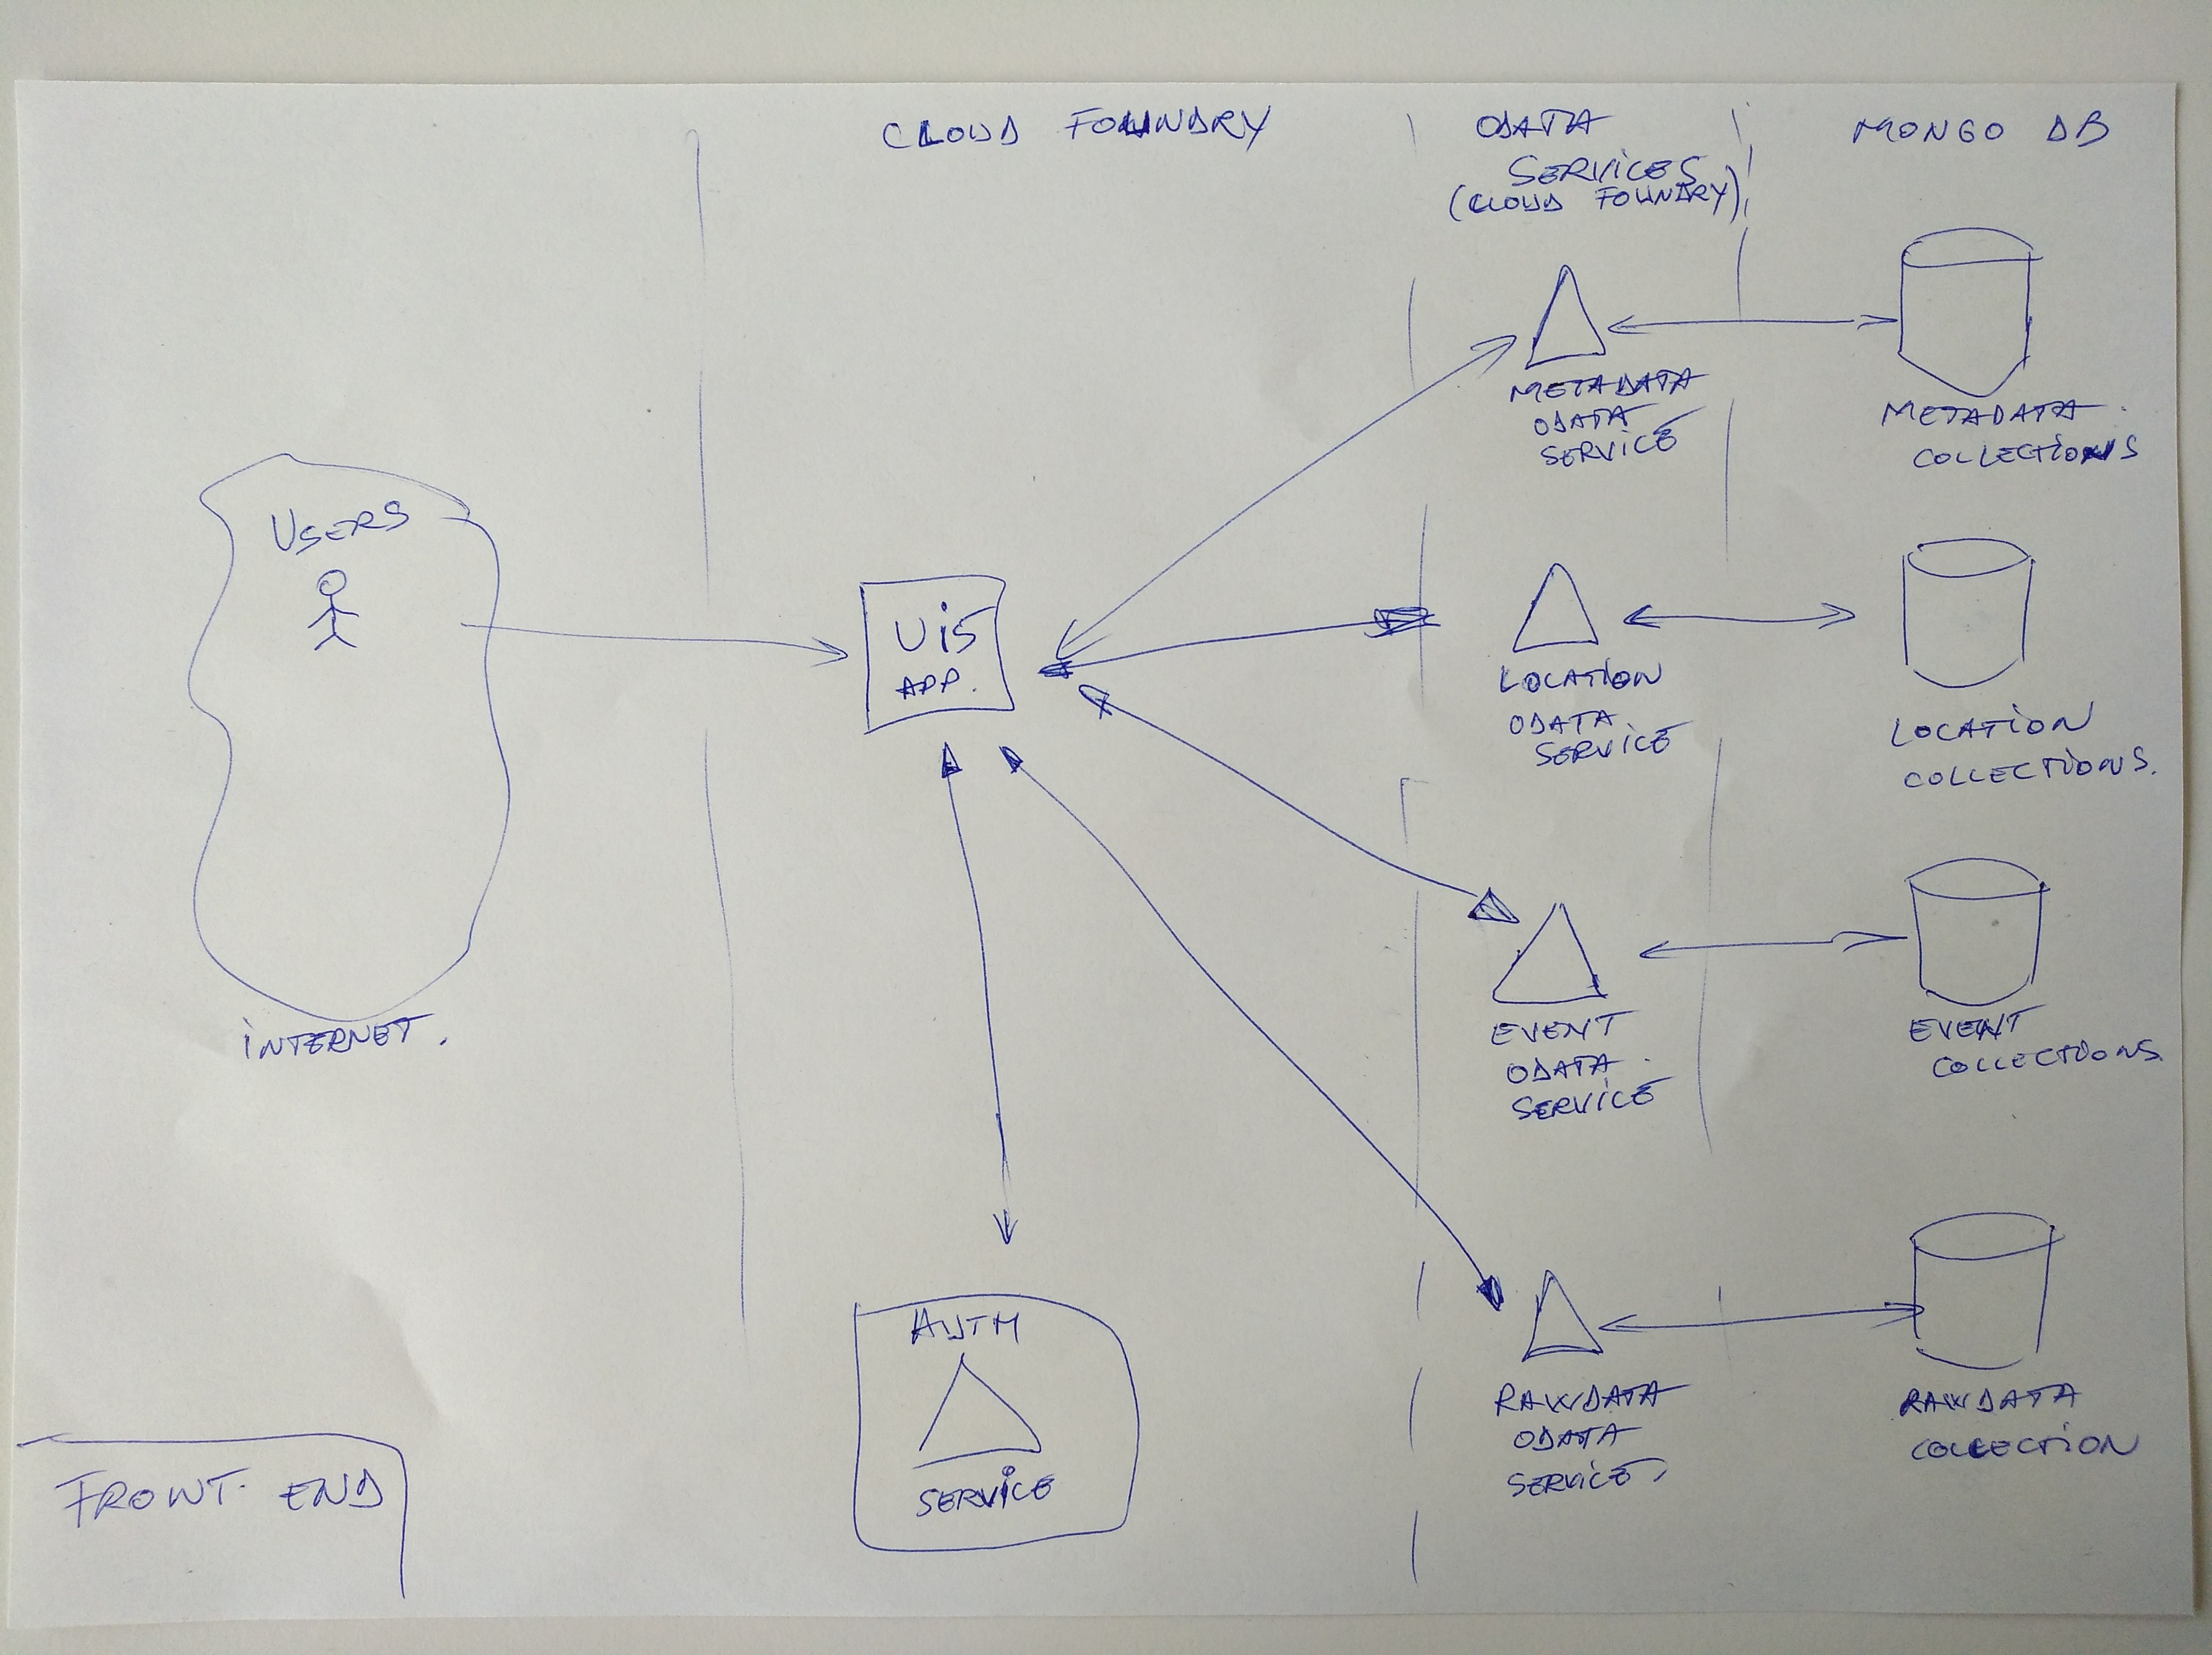 CLOUD FOUNDRY
ODATA
SERVICES
(CLOUD FOUNDRY)
MONGO DB
METADATA
ODATA
SERVICE
METADATA
COLLECTIONS
USERS
INTERNET.
Ui5
APP.
LOCATION
ODATA
SERVICE
LOCATION
COLLECTIONS.
EVENT
ODATA
SERVICE
EVENT
COLLECTIONS
AUTH
SERVICE
RAWDATA
ODATA
SERVICE
RAWDATA
COLLECTION
FRONT END